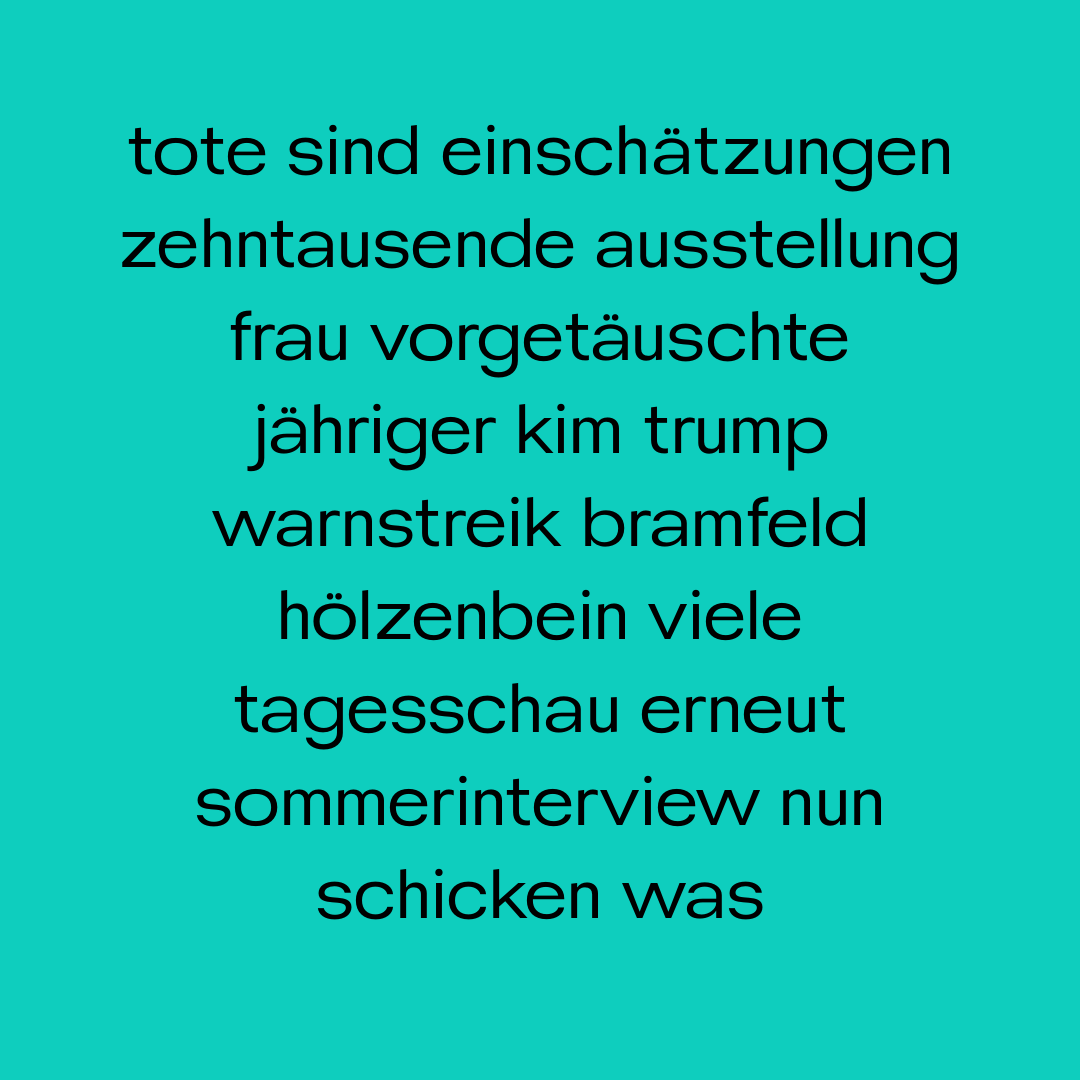 tote sind einschätzungen
zehntausende ausstellung
frau vorgetäuschte
jähriger kim trump
warnstreik bramfeld
hölzenbein viele
tagesschau erneut
sommerinterview nun
schicken was